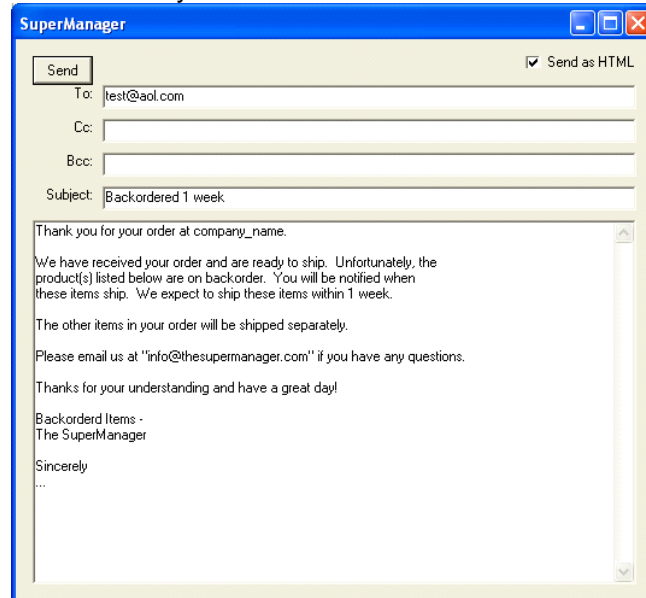 SuperManager
Send
Send as HTML
To: test@aol.com
Cc:
Bcc:
Subject: Backordered 1 week
Thank you for your order at company_name.
We have received your order and are ready to ship.  Unfortunately, the
product(s) listed below are on backorder.  You will be notified when
these items ship.  We expect to ship these items within 1 week.
The other items in your order will be shipped separately.
Please email us at "info@thesupermanager.com" if you have any questions.
Thanks for your understanding and have a great day!
Backorderd Items -
The SuperManager
Sincerely
...